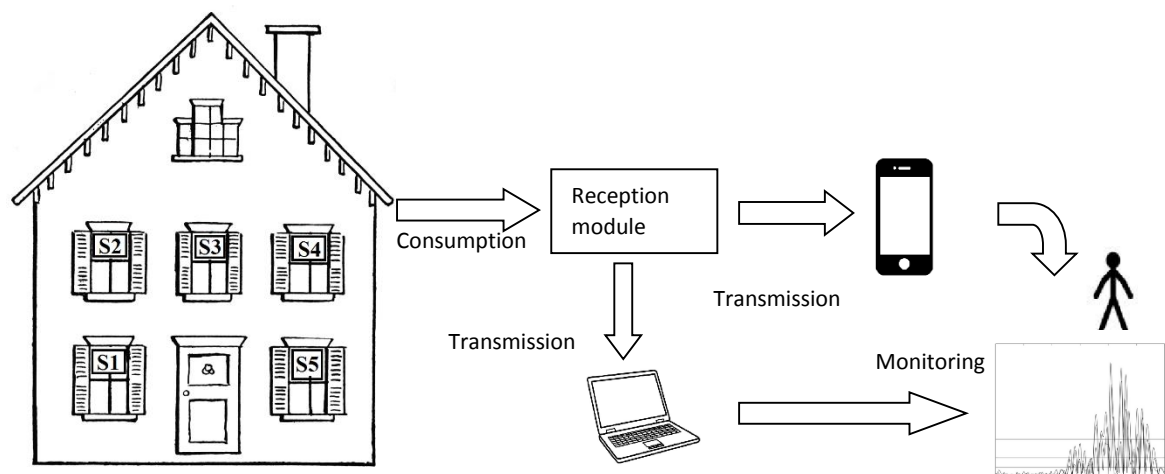 S2
S3
S4
S1
S5
Consumption
Reception
module
Transmission
Transmission
Monitoring